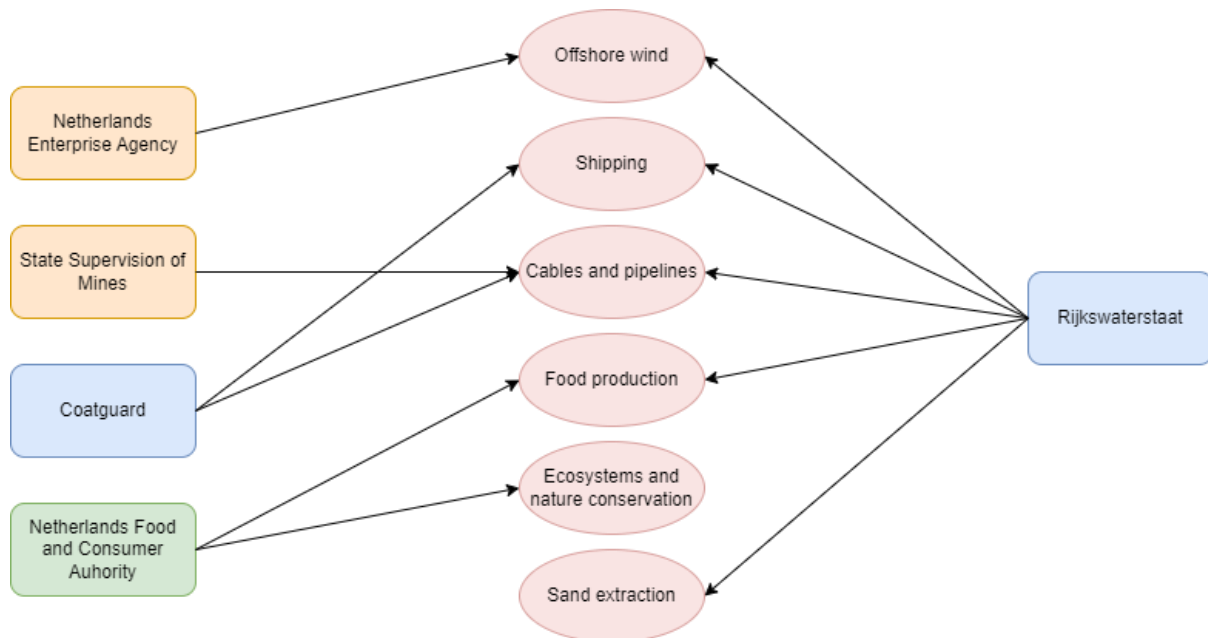 Offshore wind
Netherlands
Enterprise Agency
Shipping
State Supervision of
Mines
Cables and pipelines
Rijkswaterstaat
Food production
Coatguard
Ecosystems and
nature conservation
Netherlands Food
and Consumer
Auhority
Sand extraction